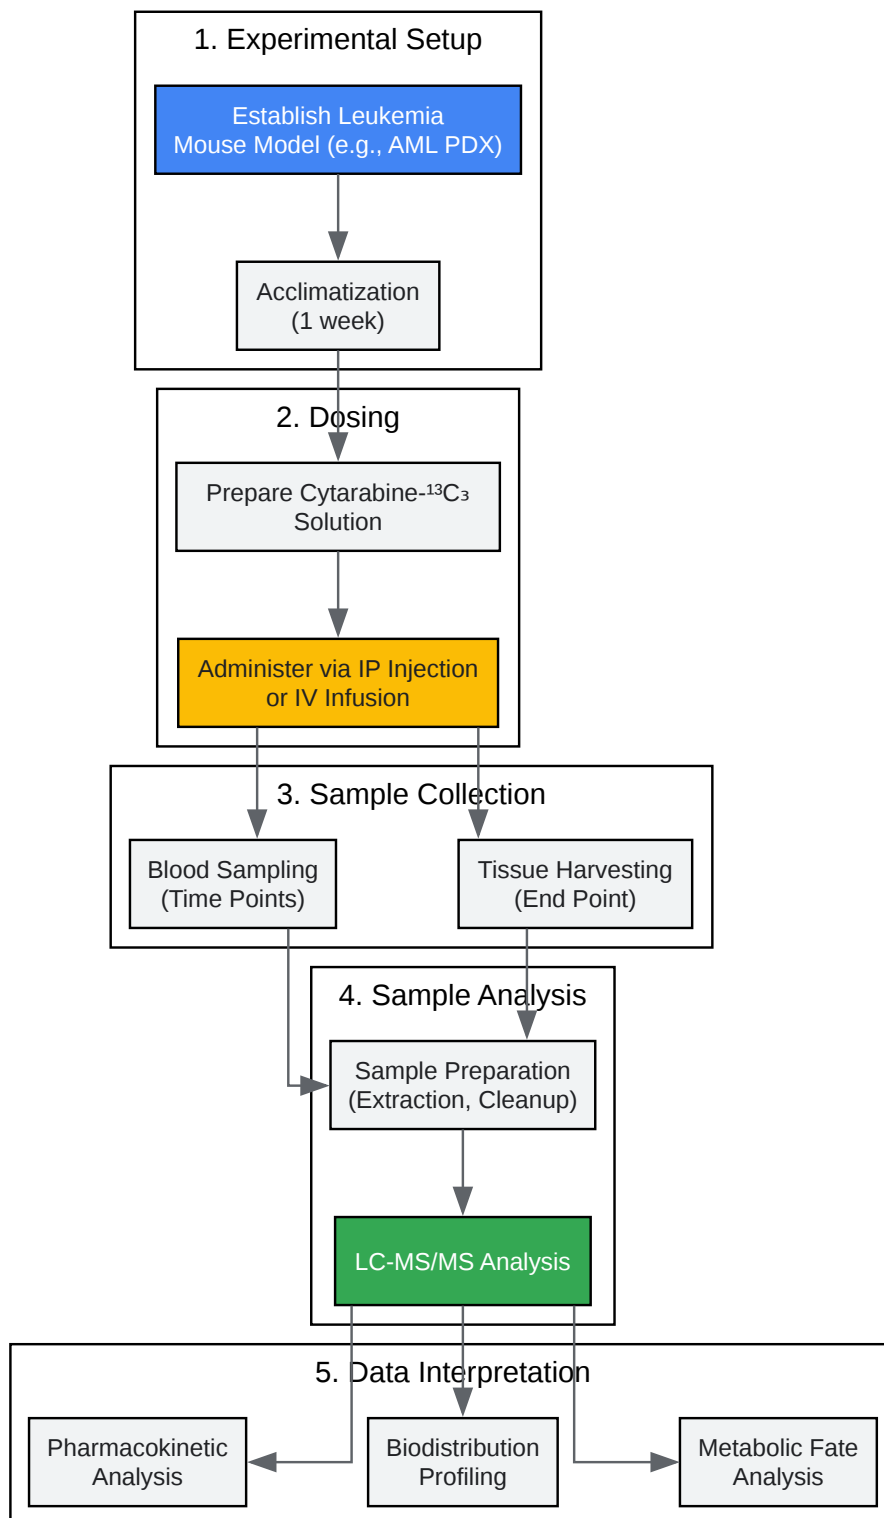 1. Experimental Setup
Establish Leukemia
Mouse Model (e.g., AML PDX)
Acclimatization
(1 week)
2. Dosing
Prepare Cytarabine-¹³C₃
Solution
Administer via IP Injection
or IV Infusion
3. Sample Collection
Blood Sampling
(Time Points)
Tissue Harvesting
(End Point)
4. Sample Analysis
Sample Preparation
(Extraction, Cleanup)
LC-MS/MS Analysis
5. Data Interpretation
Pharmacokinetic
Analysis
Biodistribution
Profiling
Metabolic Fate
Analysis